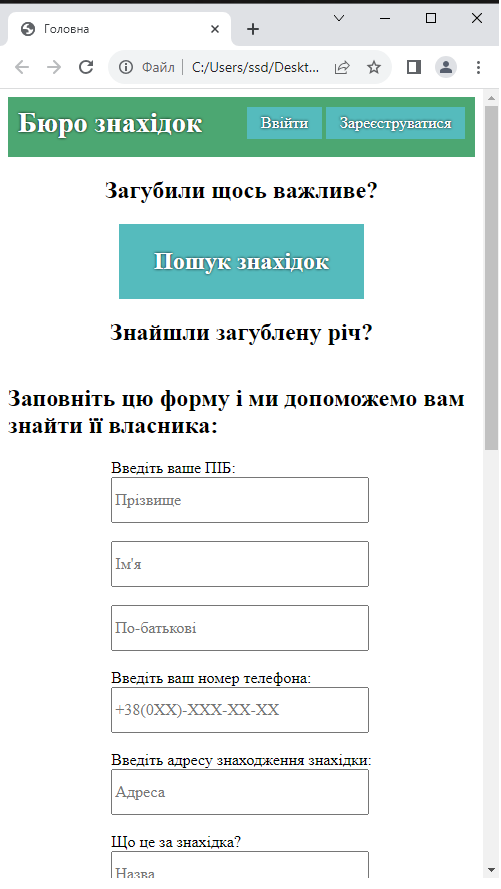 Головна
Файл
C:/Users/ssd/Deskt...
Бюро знахідок
Ввійти
Зареєструватися
Загубили щось важливе?
Пошук знахідок
Знайшли загублену річ?
Заповніть цю форму і ми допоможемо вам
знайти її власника:
Введіть ваше ПІБ:
Прізвище
Ім'я
По-батькові
Введіть ваш номер телефона:
+38(0XX)-XXX-XX-XX
Введіть адресу знаходження знахідки:
Адреса
Що це за знахідка?
Назва